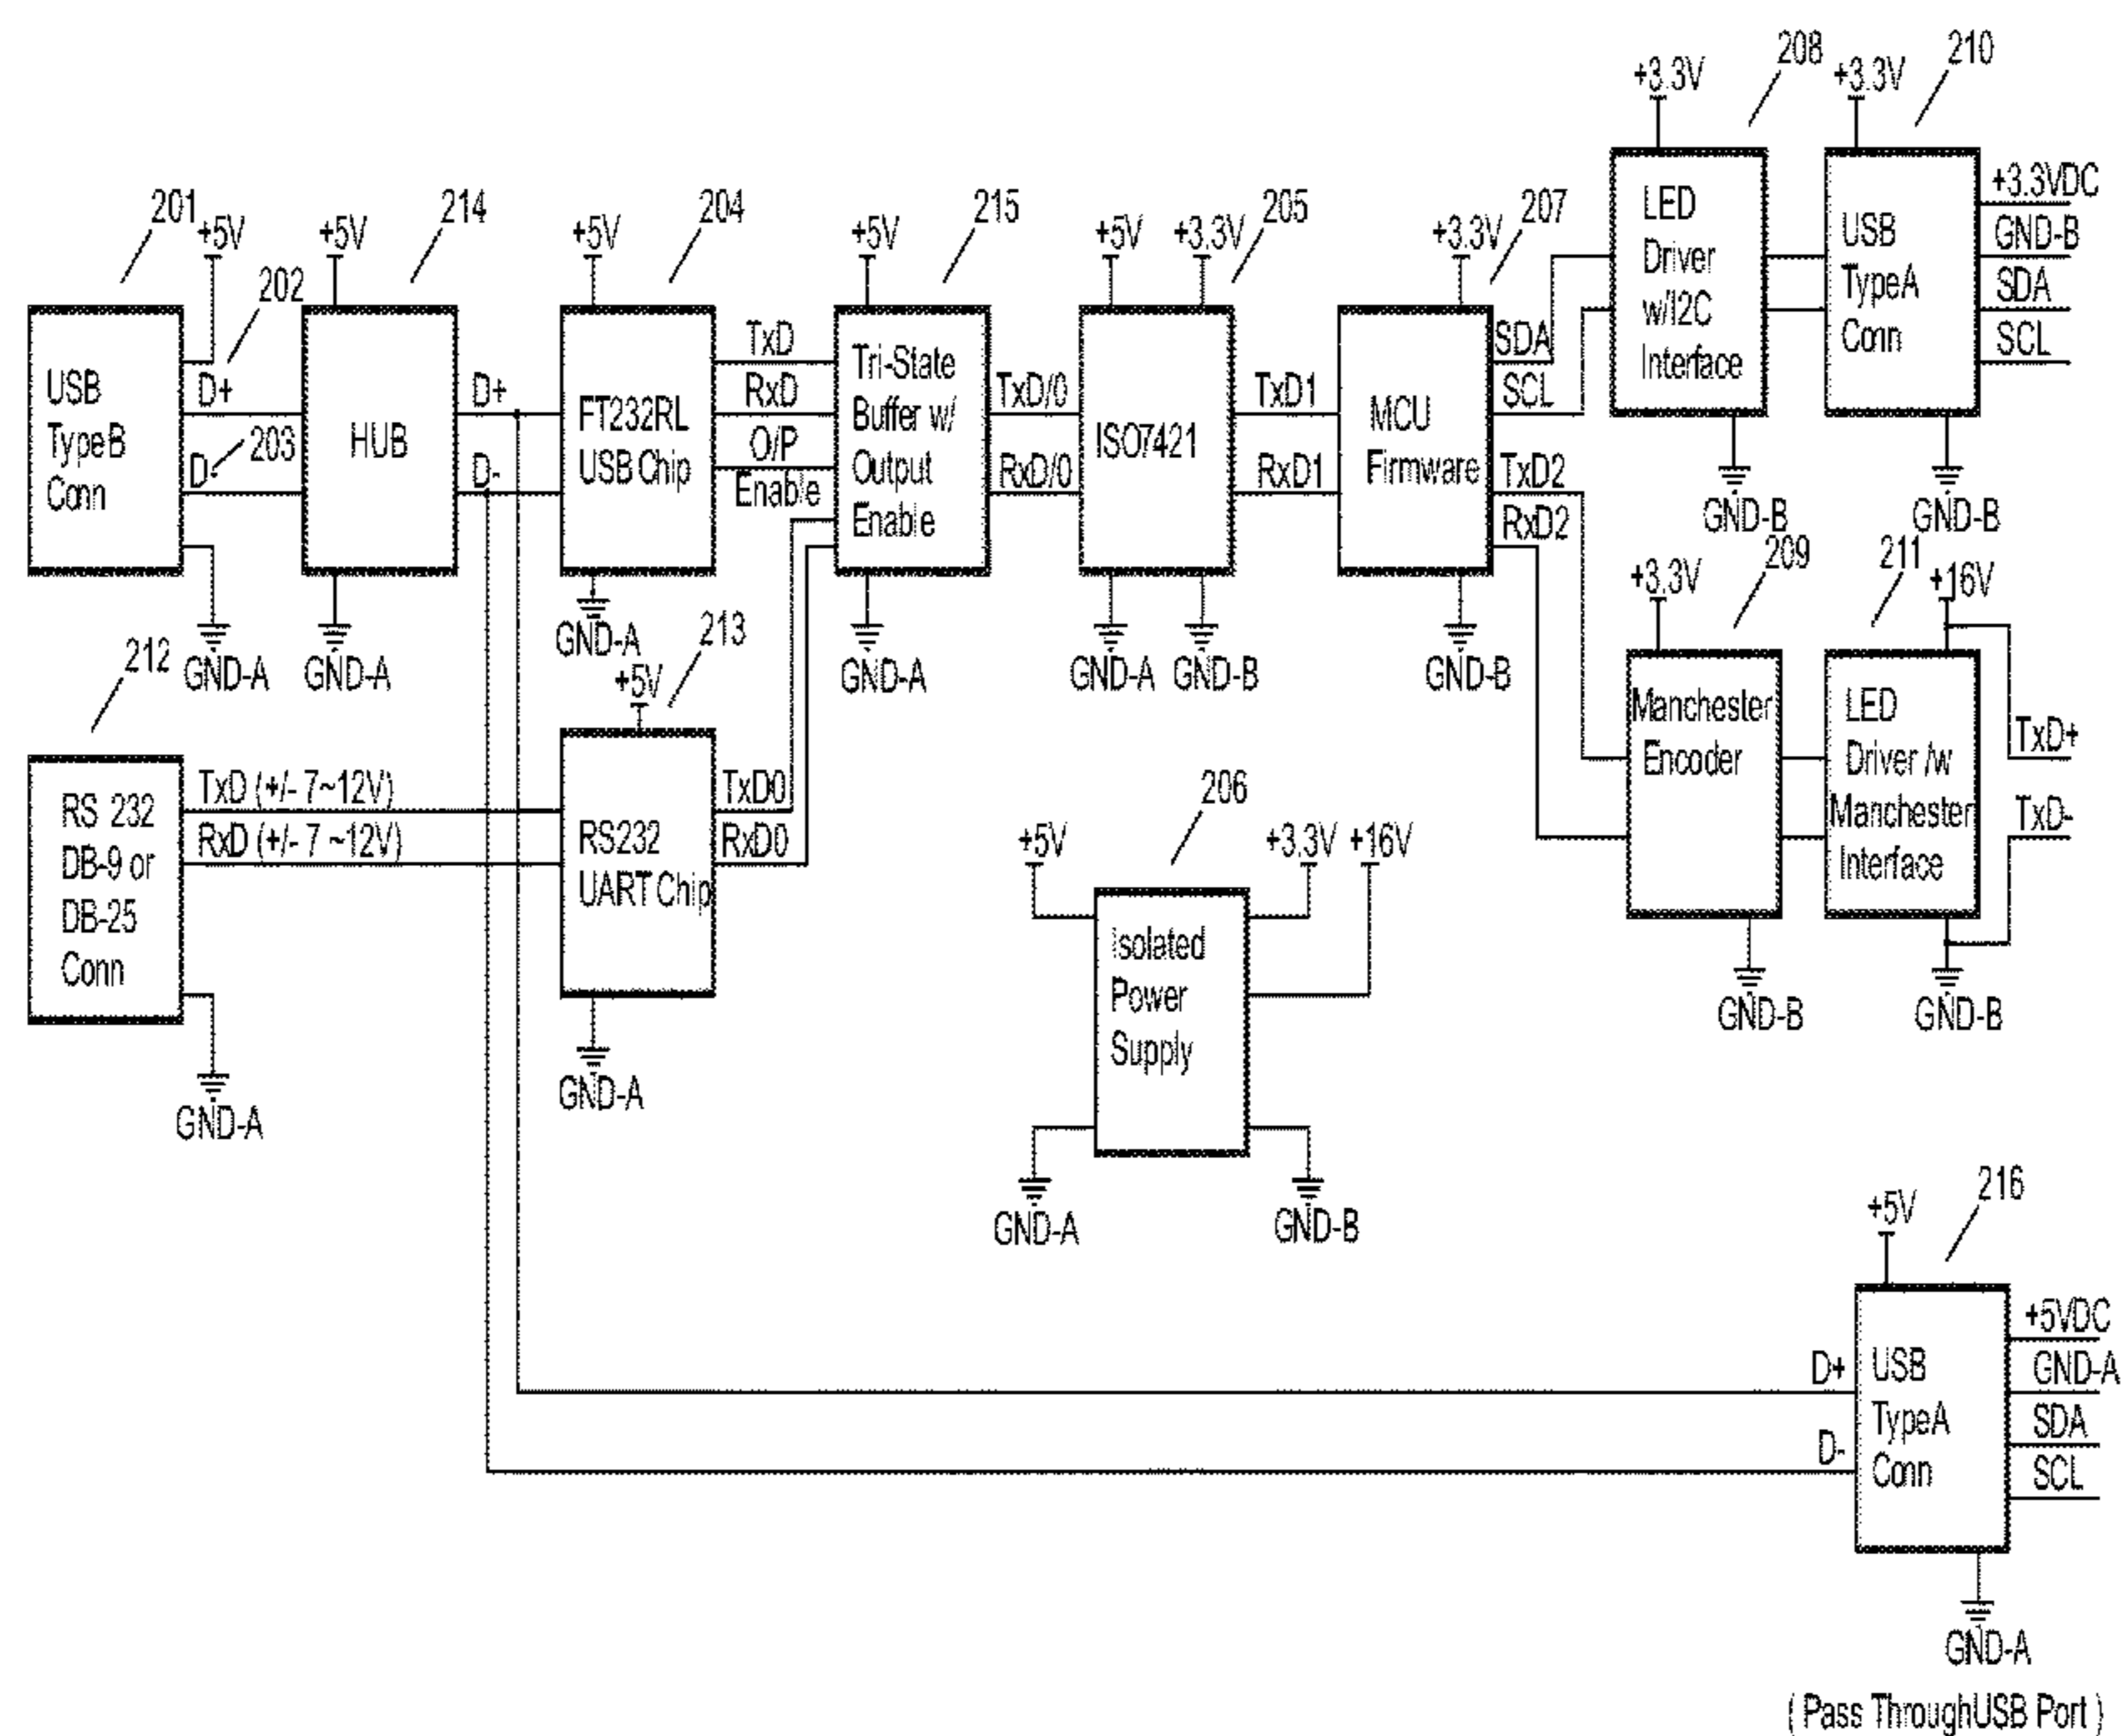 208
210
+3.3V
+3.3V
201
214
204
215
205
207
LED
Driver
w/I2C
Interface
USB
TypeA
Conn
+3.3VDC
GND-B
SDA
SCL
+5V
+5V
+5V
+5V
+5V
+3.3V
+3.3V
202
USB
TypeB
Conn
D+
D-
203
HUB
D+
D-
FT232RL
USB Chip
TxD
RxD
O/P
Enable
Tri-State
Buffer w/
Output
Enable
TxD/0
RxD/0
ISO7421
TxD1
RxD1
MCU
Firmware
SDA
SCL
TxD2
RxD2
GND-B
GND-B
209
211
+3.3V
+16V
GND-A
GND-A
GND-A
GND-A
GND-A
GND-B
GND-B
212
213
+5V
RS 232
DB-9 or
DB-25
Conn
TxD (+/- 7~12V)
RxD (+/- 7 ~12V)
RS232
UART Chip
TxD0
RxD0
GND-A
GND-A
Manchester
Encoder
LED
Driver /w
Manchester
Interface
TxD+
TxD-
GND-B
GND-B
206
+5V
+3.3V
+16V
Isolated
Power
Supply
GND-A
GND-B
216
+5V
D+
D-
USB
TypeA
Conn
+5VDC
GND-A
SDA
SCL
GND-A
( Pass ThroughUSB Port )